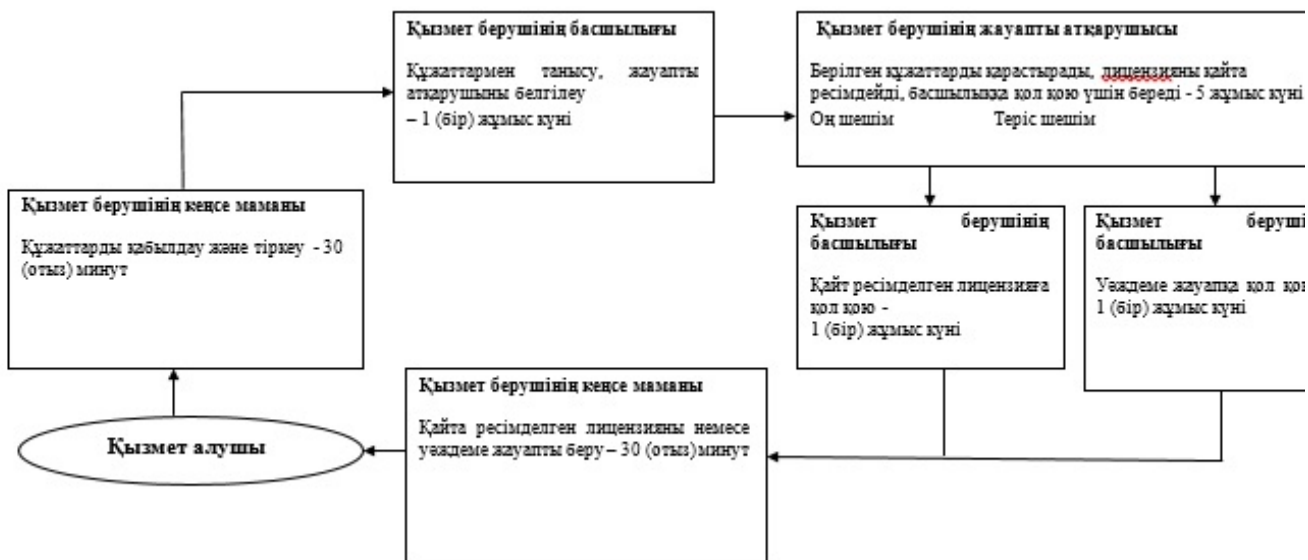 Қызмет берушінің басшылығы
Құжаттармен танысу, жауапты
атқарушыны белгілеу
– 1 (бір) жұмыс күні
Қызмет берушінің жауапты атқарушысы
Берілген құжаттарды қарастырады, лицензияны қайта
ресімдейді, басшылыққа қол қою үшін береді - 5 жұмыс күні
Оң шешім Теріс шешім
Қызмет берушінің кеңсе маманы
Құжаттарды қабылдау және тіркеу - 30
(отыз) минут
Қызмет берушінің
басшылығы
Қайт ресімделген лицензияға
қол қою -
1 (бір) жұмыс күні
Қызмет
басшылығы
Уәждеме жауапқа қол
1 (бір) жұмыс күні
Қызмет берушінің кеңсе маманы
Қайта ресімделген лицензияны немесе
уәждеме жауапты беру – 30 (отыз) минут
Қызмет алушы